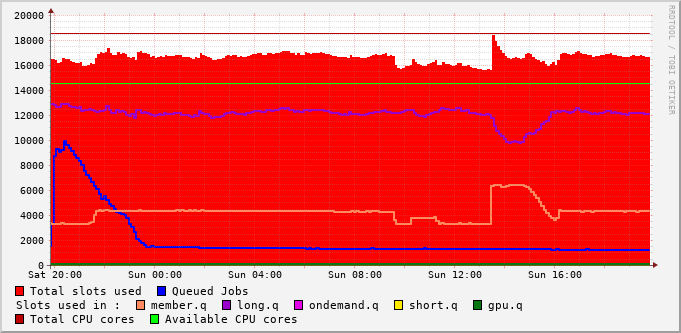 20000
18000
16000
14000
12000
10000
8000
6000
4000
2000
0
Sat 20:00 Sun 00:00 Sun 04:00 Sun 08:00 Sun 12:00 Sun 16:00
Total slots used Queued Jobs
Slots used in : member.q long.q ondemand.q short.q gpu.q
Total CPU cores Available CPU cores
RRDTOOL / TOBI OETIKER